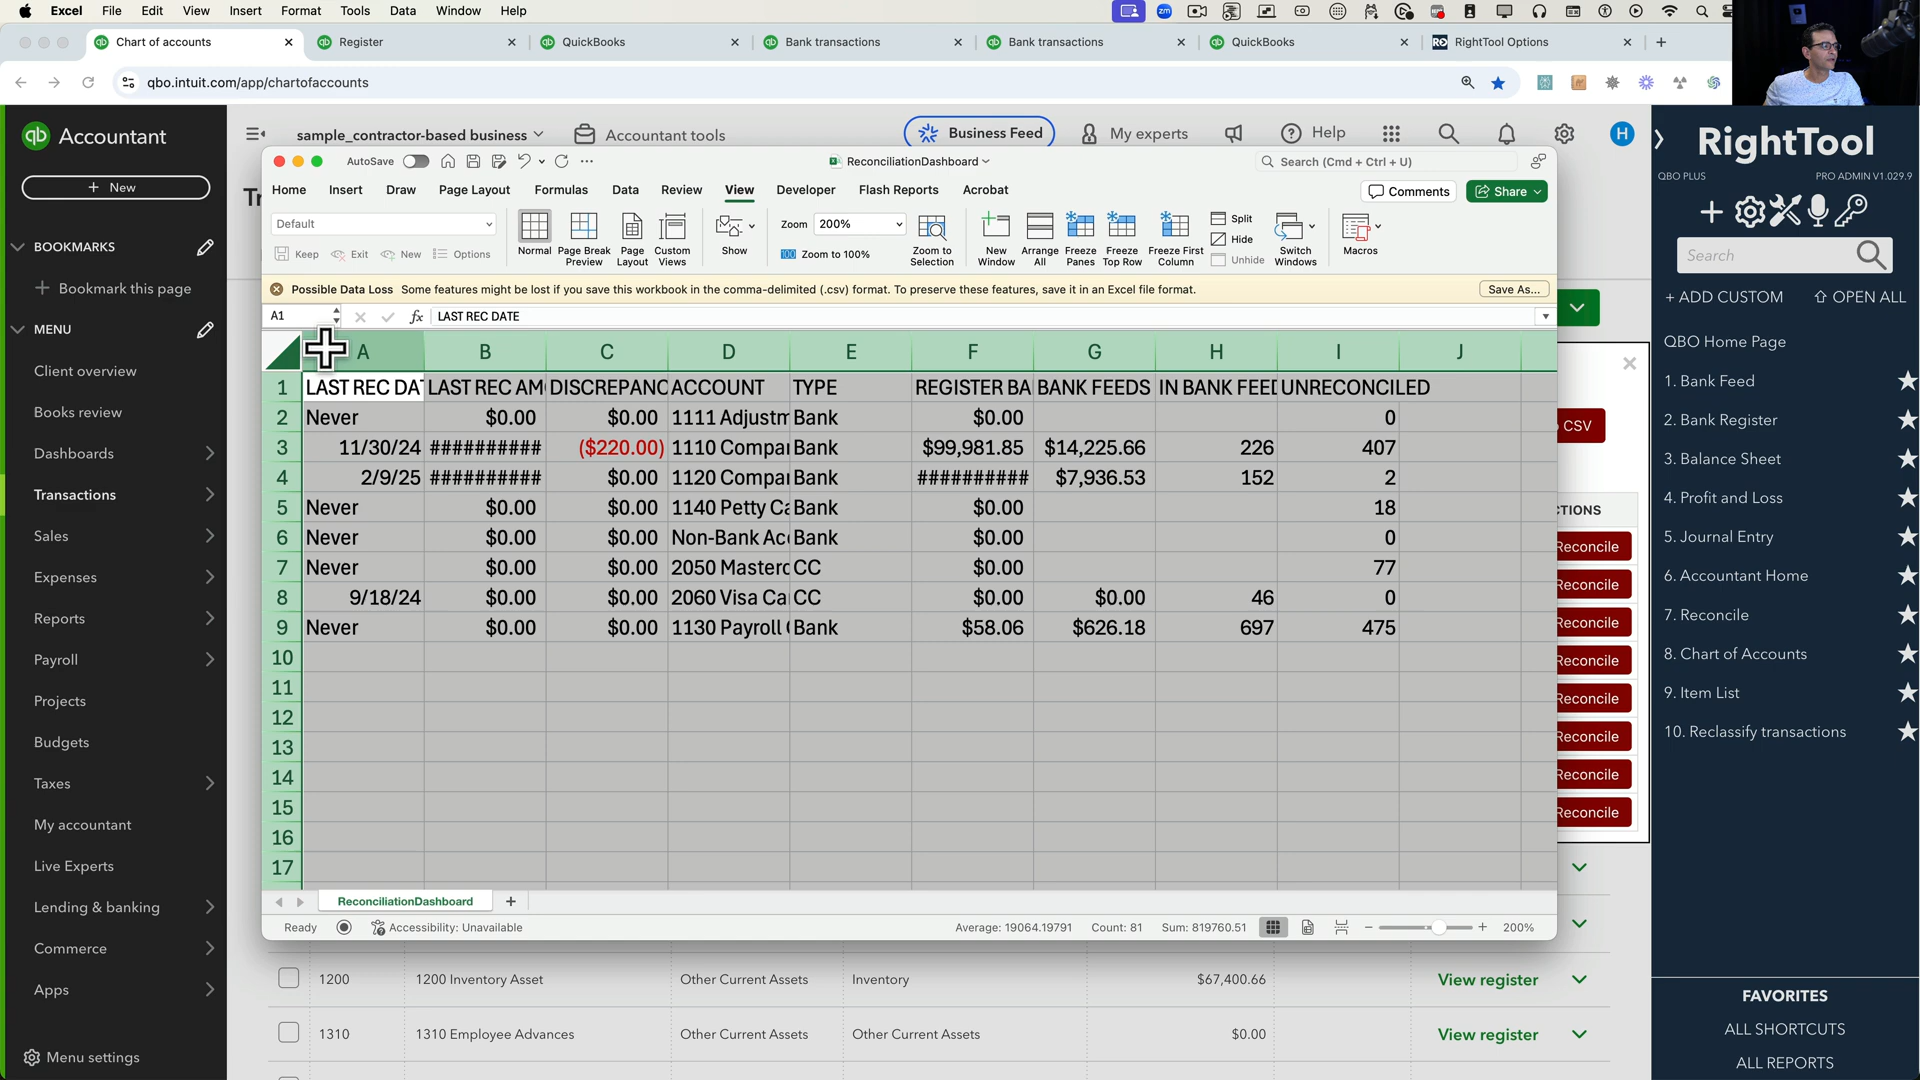 Excel File Edit View Insert Format Tools Data Window Help
Chart of accounts Register QuickBooks Bank transactions Bank transactions QuickBooks RightTool Options
qbo.intuit.com/app/chartofaccounts
qb Accountant
sample_contractor-based business Accountant tools Business Feed My experts Help H
+ New
BOOKMARKS
+ Bookmark this page
MENU
Client overview
Books review
Dashboards
Transactions
Sales
Expenses
Reports
Payroll
Projects
Budgets
Taxes
My accountant
Live Experts
Lending & banking
Commerce
Apps
Menu settings
Tr
AutoSave ReconciliationDashboard Search (Cmd + Ctrl + U)
Home Insert Draw Page Layout Formulas Data Review View Developer Flash Reports Acrobat Comments Share
Default
Keep Exit New Options
Normal Page Break Preview Page Layout Custom Views
Show
Zoom 200%
100 Zoom to 100%
Zoom to Selection
New Window Arrange All Freeze Panes Freeze Top Row Freeze First Column
Split
Hide
Unhide
Switch Windows Macros
Possible Data Loss Some features might be lost if you save this workbook in the comma-delimited (.csv) format. To preserve these features, save it in an Excel file format. Save As...
A1 fx LAST REC DATE
A B C D E F G H I J
1 LAST REC DAT LAST REC AM DISCREPANC ACCOUNT TYPE REGISTER BA BANK FEEDS IN BANK FEED UNRECONCILED
2 Never $0.00 $0.00 1111 Adjustm Bank $0.00 0
3 11/30/24 ########## ($220.00) 1110 Compar Bank $99,981.85 $14,225.66 226 407
4 2/9/25 ########## $0.00 1120 Compar Bank ########## $7,936.53 152 2
5 Never $0.00 $0.00 1140 Petty Ca Bank $0.00 18
6 Never $0.00 $0.00 Non-Bank Acc Bank $0.00 0
7 Never $0.00 $0.00 2050 Masterc CC $0.00 77
8 9/18/24 $0.00 $0.00 2060 Visa Ca CC $0.00 $0.00 46 0
9 Never $0.00 $0.00 1130 Payroll Bank $58.06 $626.18 697 475
10
11
12
13
14
15
16
17
ReconciliationDashboard +
Ready Accessibility: Unavailable Average: 19064.19791 Count: 81 Sum: 819760.51 200%
CSV
CTIONS
Reconcile
Reconcile
Reconcile
Reconcile
Reconcile
Reconcile
Reconcile
Reconcile
1200 1200 Inventory Asset Other Current Assets Inventory $67,400.66 View register
1310 1310 Employee Advances Other Current Assets Other Current Assets $0.00 View register
RightTool
QBO PLUS PRO ADMIN V1.029.9
Search
+ ADD CUSTOM OPEN ALL
QBO Home Page
1. Bank Feed
2. Bank Register
3. Balance Sheet
4. Profit and Loss
5. Journal Entry
6. Accountant Home
7. Reconcile
8. Chart of Accounts
9. Item List
10. Reclassify transactions
FAVORITES
ALL SHORTCUTS
ALL REPORTS